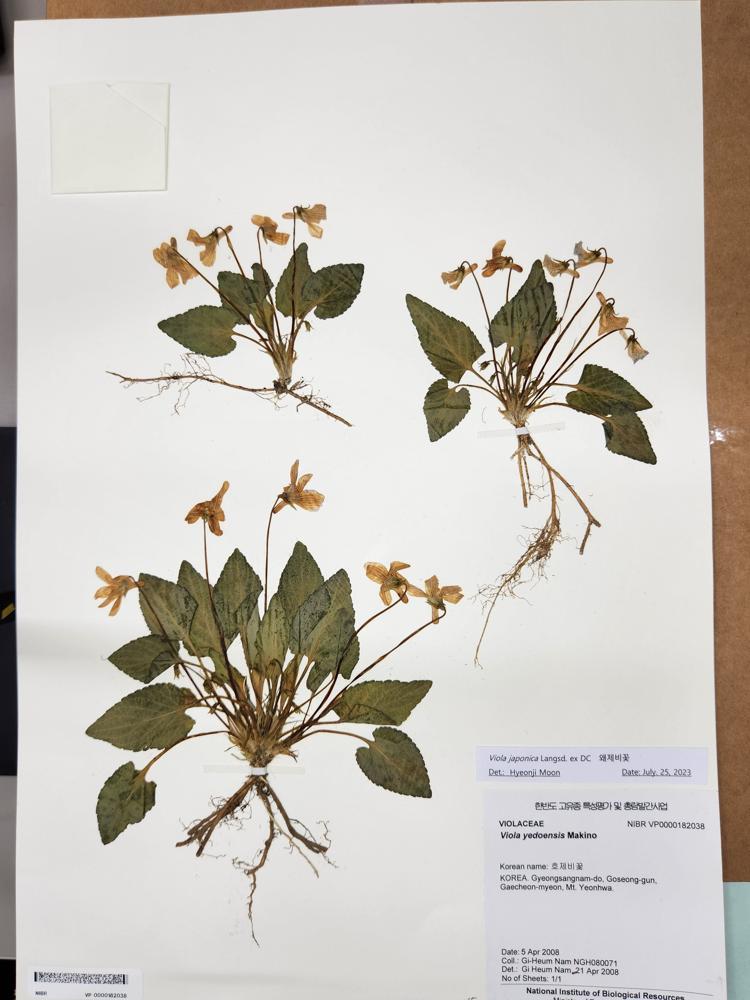 Viola japonica Langsd. ex DC 왜제비꽃
Det.: Hyeonji Moon Date: July. 25, 2023
한반도 고유종 특성평가 및 총람발간사업
VIOLACEAE NIBR VP0000182038
Viola yedoensis Makino
Korean name: 호제비꽃
KOREA. Gyeongsangnam-do, Goseong-gun,
Gaecheon-myeon, Mt. Yeonhwa.
Date: 5 Apr 2008
Coll.: Gi-Heum Nam NGH080071
Det.: Gi Heum Nam, 21 Apr 2008
No of Sheets: 1/1
National Institute of Biological Resources
NIBR VP-0000182038